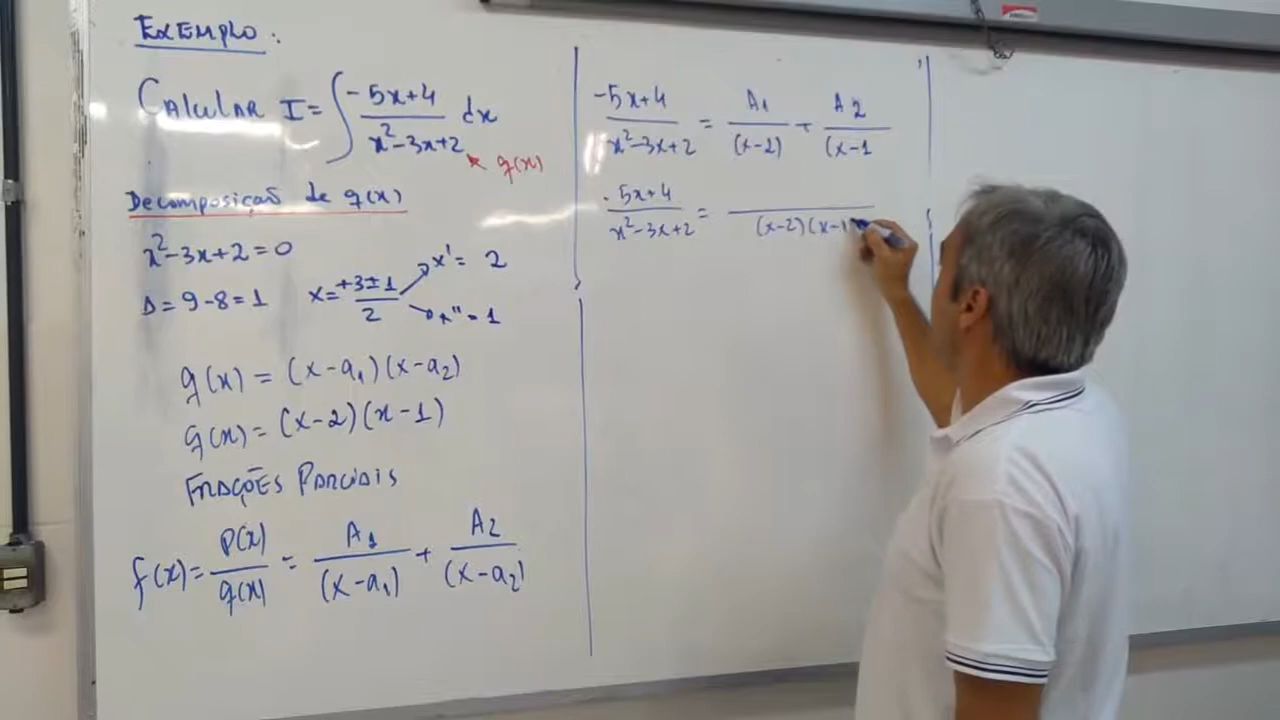 EXEMPLO:
CALCULAR I = ∫ -5x+4 / x²-3x+2 dx
q(x)
Decomposição de q(x)
x²-3x+2=0
Δ = 9-8=1 x = +3±1 / 2 x' = 2
x'' = 1
q(x) = (x-a₁)(x-a₂)
q(x) = (x-2)(x-1)
FRAÇÕES PARCIAIS
f(x) = p(x) / q(x) = A₁ / (x-a₁) + A₂ / (x-a₂)
-5x+4 / x²-3x+2 = A₁ / (x-2) + A2 / (x-1
. 5x+4 / x²-3x+2 = / (x-2)(x-1